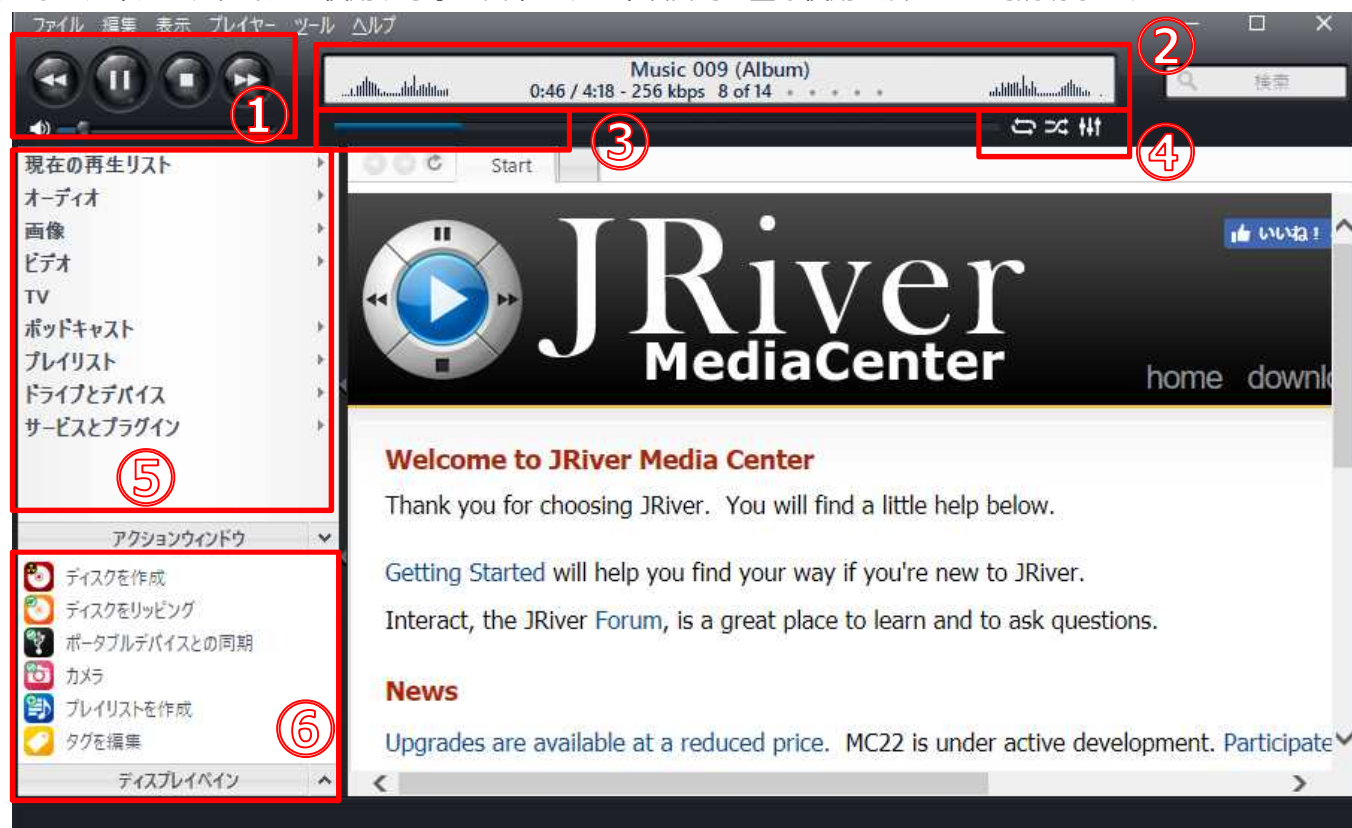 ファイル 編集 表示 プレイヤー ツール ヘルプ
①
Music 009 (Album)
0:46 / 4:18 - 256 kbps 8 of 14
②
検索
③
④
現在の再生リスト
オーディオ
画像
ビデオ
TV
ポッドキャスト
プレイリスト
ドライブとデバイス
サービスとプラグイン
⑤
アクションウィンドウ
ディスクを作成
ディスクをリッピング
ポータブルデバイスとの同期
カメラ
プレイリストを作成
タグを編集
⑥
ディスプレイペイン
Start
JRiver
MediaCenter
いいね！
home downlo
Welcome to JRiver Media Center
Thank you for choosing JRiver. You will find a little help below.
Getting Started will help you find your way if you're new to JRiver.
Interact, the JRiver Forum, is a great place to learn and to ask questions.
News
Upgrades are available at a reduced price. MC22 is under active development. Participate